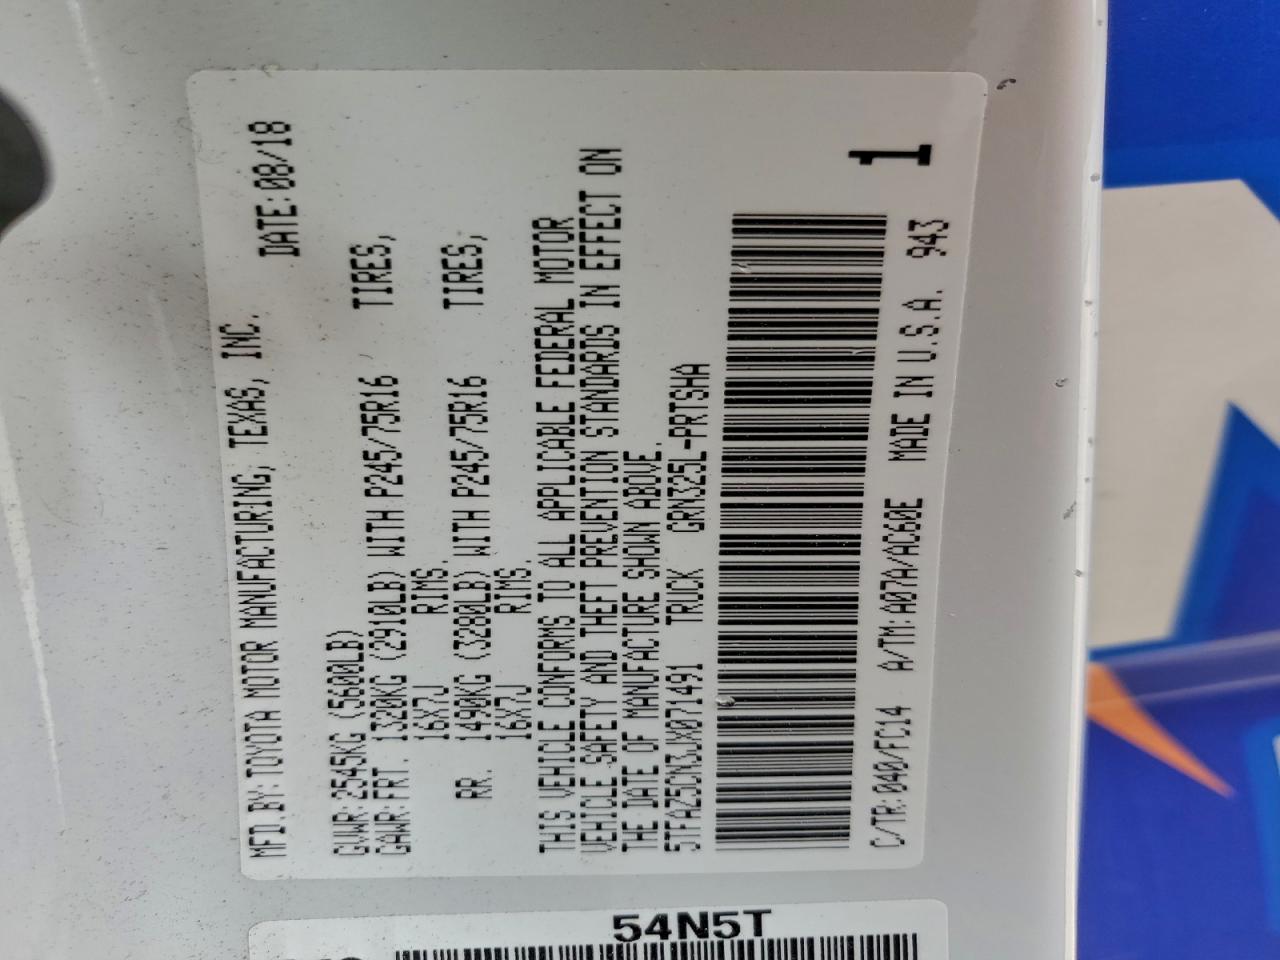 MFD.BY: TOYOTA MOTOR MANUFACTURING, TEXAS, INC.
DATE: 08/18
GVWR: 2545KG (5600LB)
GAWR: FRT. 1320KG (2910LB) WITH P245/75R16 TIRES,
16X7J RIMS.
RR. 1490KG (3280LB) WITH P245/75R16 TIRES,
16X7J RIMS.
THIS VEHICLE CONFORMS TO ALL APPLICABLE FEDERAL MOTOR
VEHICLE SAFETY AND THEFT PREVENTION STANDARDS IN EFFECT ON
THE DATE OF MANUFACTURE SHOWN ABOVE.
5TFAZ5CN3JX071491 TRUCK GRN325L-PRTSHA
C/TR: 040/FC14 A/TM: A07A/AC60E MADE IN U.S.A. 943
1
54N5T